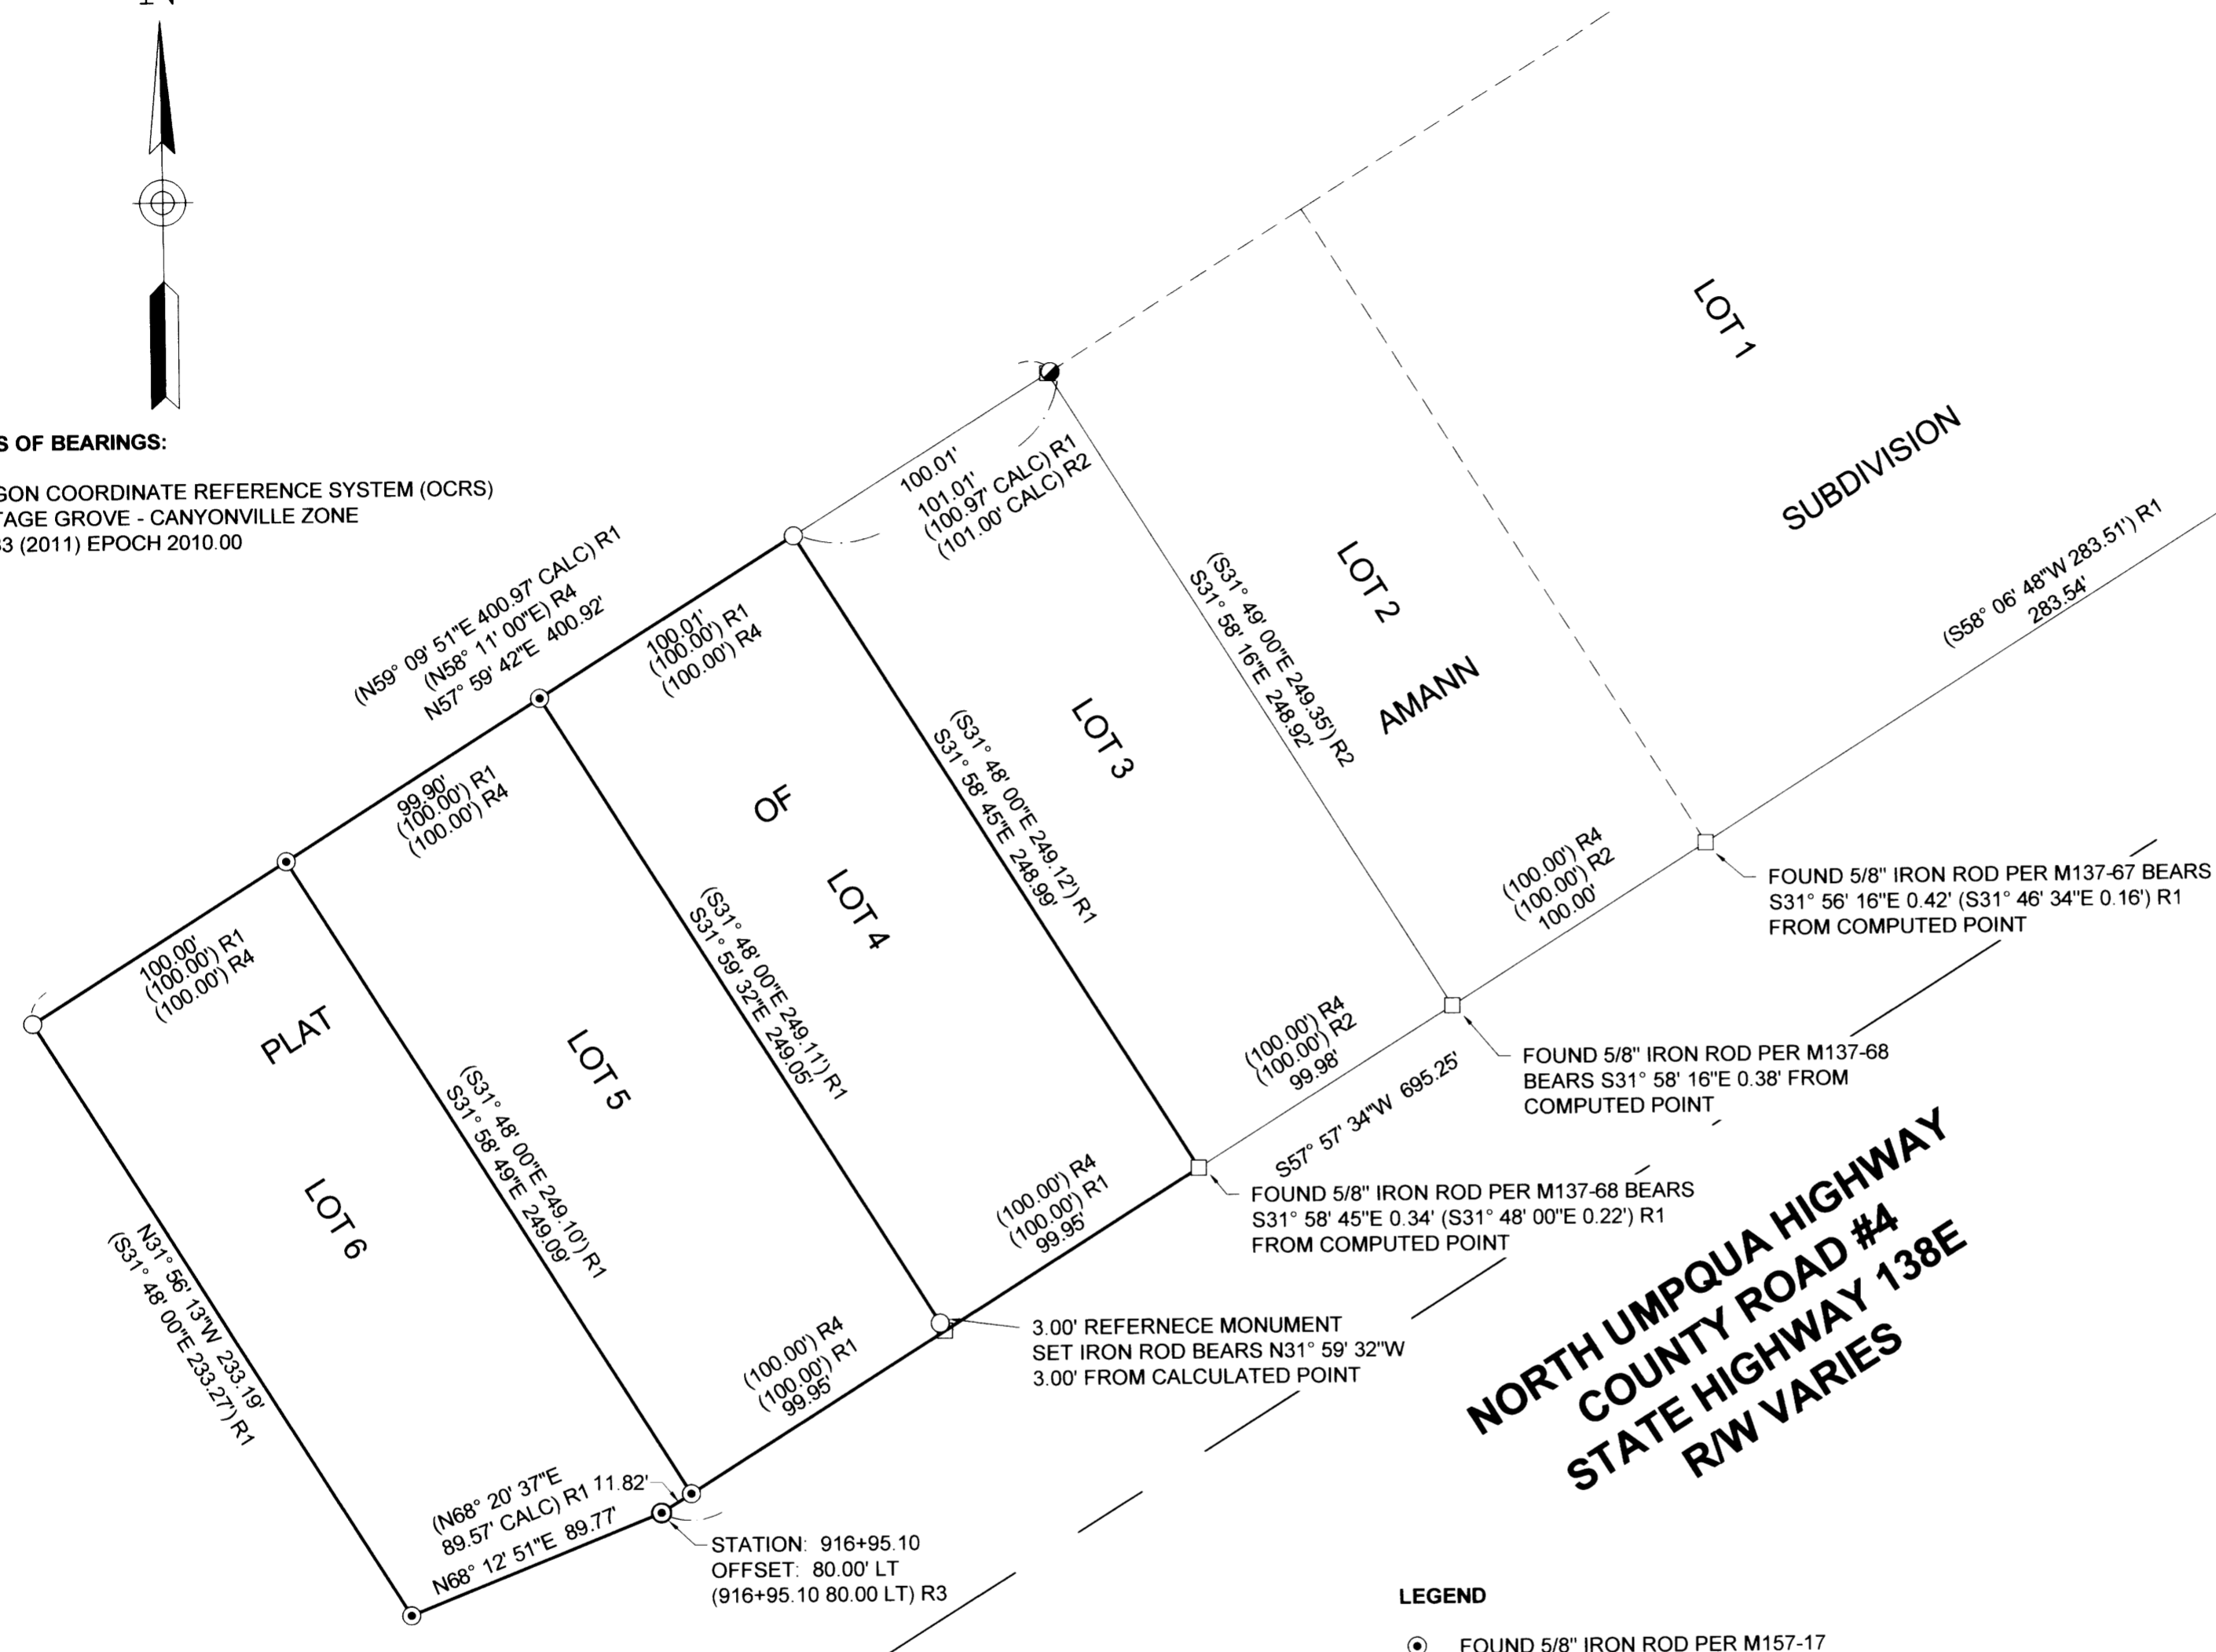 N
S OF BEARINGS:
GON COORDINATE REFERENCE SYSTEM (OCRS)
TAGE GROVE - CANYONVILLE ZONE
83 (2011) EPOCH 2010.00
LOT 1
SUBDIVISION
(S58° 06' 48"W 283.51') R1
283.54'
100.01'
101.01'
(100.97' CALC) R1
(101.00' CALC) R2
LOT 2
AMANN
(S31° 49' 00"E 249.35') R2
S31° 58' 16"E 248.92'
(N59° 09' 51"E 400.97' CALC) R1
(N58° 11' 00"E) R4
N57° 59' 42"E 400.92'
100.01'
(100.00') R1
(100.00') R4
LOT 3
(S31° 48' 00"E 249.12') R1
S31° 58' 45"E 248.99'
99.90'
(100.00') R1
(100.00') R4
OF
LOT 4
(100.00') R4
(100.00') R2
100.00'
FOUND 5/8" IRON ROD PER M137-67 BEARS
S31° 56' 16"E 0.42' (S31° 46' 34"E 0.16') R1
FROM COMPUTED POINT
(S31° 48' 00"E 249.11') R1
S31° 59' 32"E 249.05'
100.00'
(100.00') R1
(100.00') R4
PLAT
LOT 5
(100.00') R4
(100.00') R2
99.98'
FOUND 5/8" IRON ROD PER M137-68
BEARS S31° 58' 16"E 0.38' FROM
COMPUTED POINT
S57° 57' 34"W 695.25'
(S31° 48' 00"E 249.10') R1
S31° 58' 49"E 249.09'
LOT 6
(100.00') R4
(100.00') R1
99.95'
FOUND 5/8" IRON ROD PER M137-68 BEARS
S31° 58' 45"E 0.34' (S31° 48' 00"E 0.22') R1
FROM COMPUTED POINT
NORTH UMPQUA HIGHWAY
COUNTY ROAD #4
STATE HIGHWAY 138E
R/W VARIES
N31° 56' 13"W 233.19'
(S31° 48' 00"E 233.27') R1
(100.00') R4
(100.00') R1
99.95'
3.00' REFERNECE MONUMENT
SET IRON ROD BEARS N31° 59' 32"W
3.00' FROM CALCULATED POINT
(N68° 20' 37"E
89.57' CALC) R1
11.82'
N68° 12' 51"E 89.77'
STATION: 916+95.10
OFFSET: 80.00' LT
(916+95.10 80.00 LT) R3
LEGEND
FOUND 5/8" IRON ROD PER M157-17